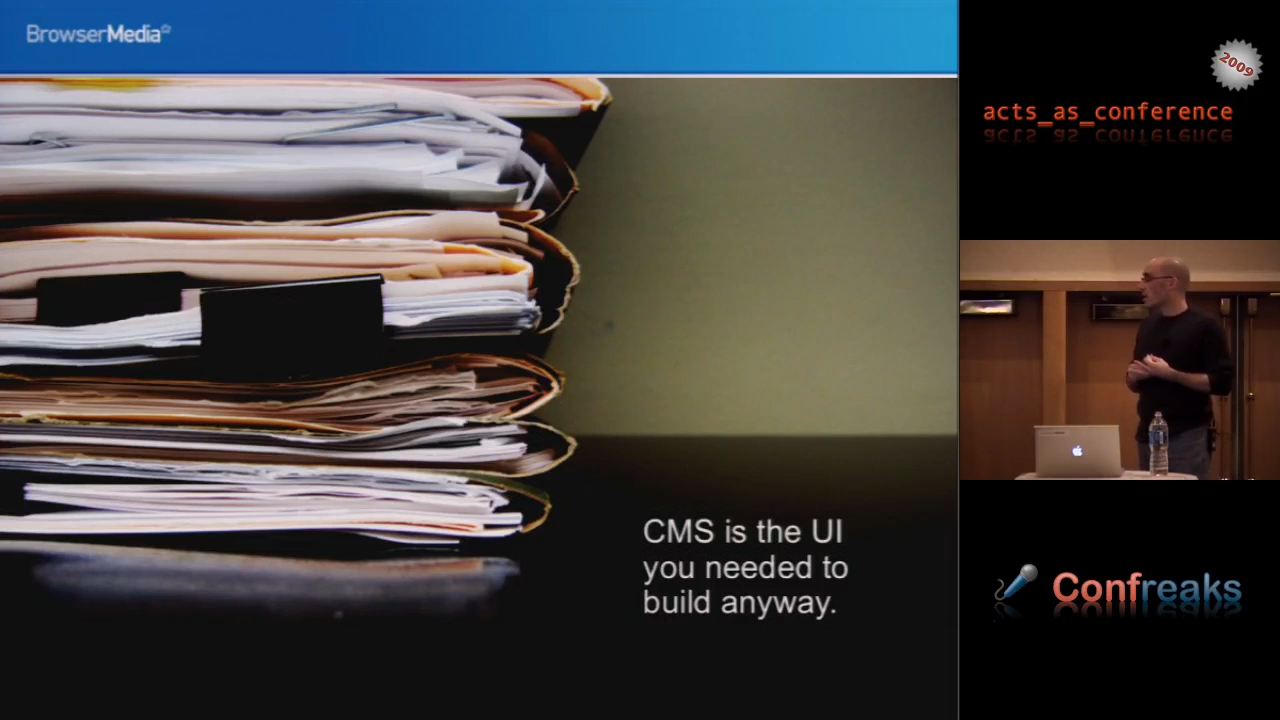 BrowserMedia
2009
acts_as_conference
CMS is the UI
you needed to
build anyway.
Confreaks